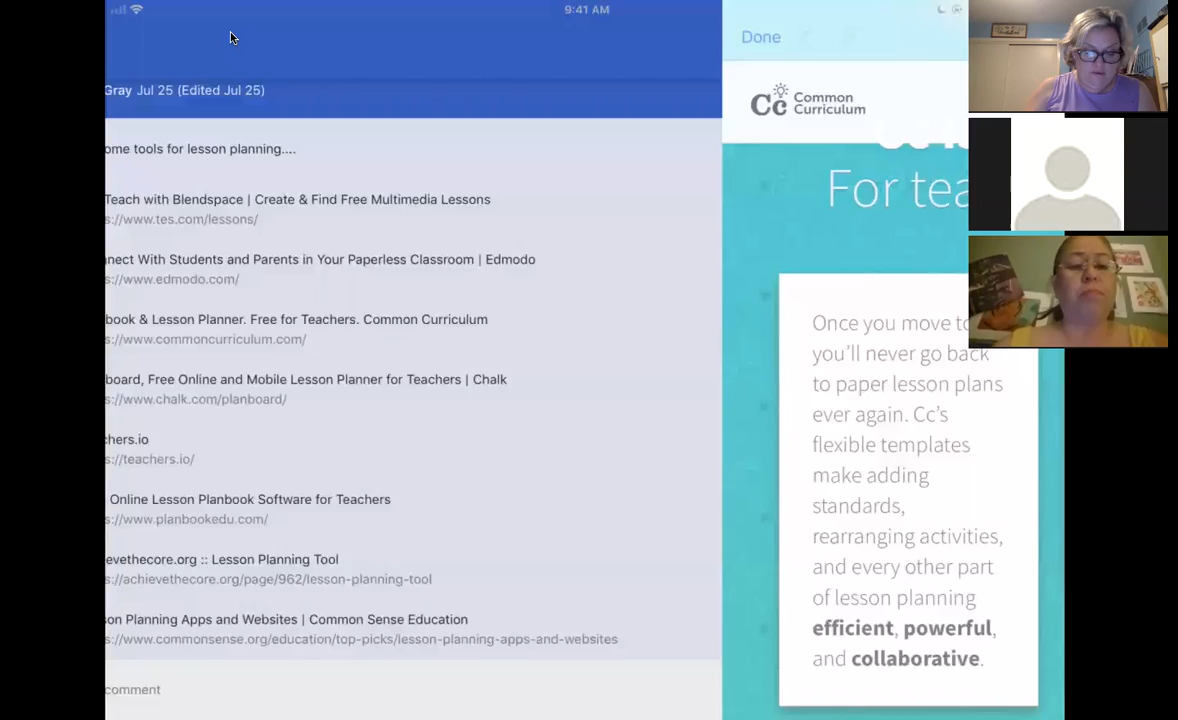 9:41 AM
Gray Jul 25 (Edited Jul 25)
ome tools for lesson planning....
Teach with Blendspace | Create & Find Free Multimedia Lessons
s://www.tes.com/lessons/
nnect With Students and Parents in Your Paperless Classroom | Edmodo
s://www.edmodo.com/
book & Lesson Planner. Free for Teachers. Common Curriculum
s://www.commoncurriculum.com/
board, Free Online and Mobile Lesson Planner for Teachers | Chalk
s://www.chalk.com/planboard/
chers.io
s://teachers.io/
Online Lesson Planbook Software for Teachers
s://www.planbookedu.com/
evethecore.org :: Lesson Planning Tool
s://achievethecore.org/page/962/lesson-planning-tool
son Planning Apps and Websites | Common Sense Education
s://www.commonsense.org/education/top-picks/lesson-planning-apps-and-websites
comment
Done
Cc Common
Curriculum
For tea
Once you move to
you'll never go back
to paper lesson plans
ever again. Cc's
flexible templates
make adding
standards,
rearranging activities,
and every other part
of lesson planning
efficient, powerful,
and collaborative.